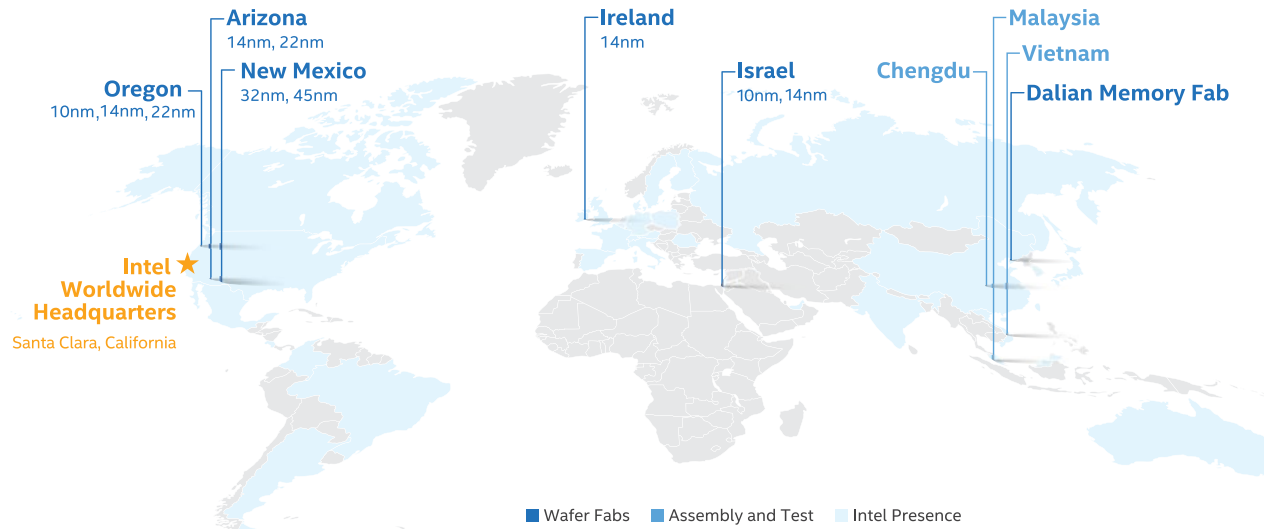 Arizona
14nm, 22nm
New Mexico
32nm, 45nm
Oregon
10nm, 14nm, 22nm
Intel
Worldwide
Headquarters
Santa Clara, California
Ireland
14nm
Israel
10nm, 14nm
Malaysia
Vietnam
Chengdu
Dalian Memory Fab
Wafer Fabs
Assembly and Test
Intel Presence